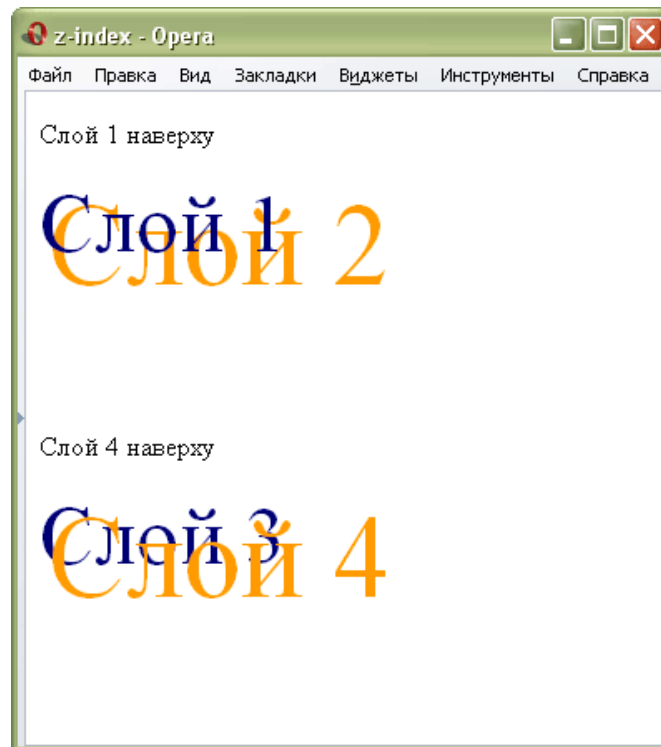 z-index - Opera
Файл Правка Вид Закладки Виджеты Инструменты Справка
Слой 1 наверху
Слой 1
Слой 2
Слой 4 наверху
Слой 3
Слой 4